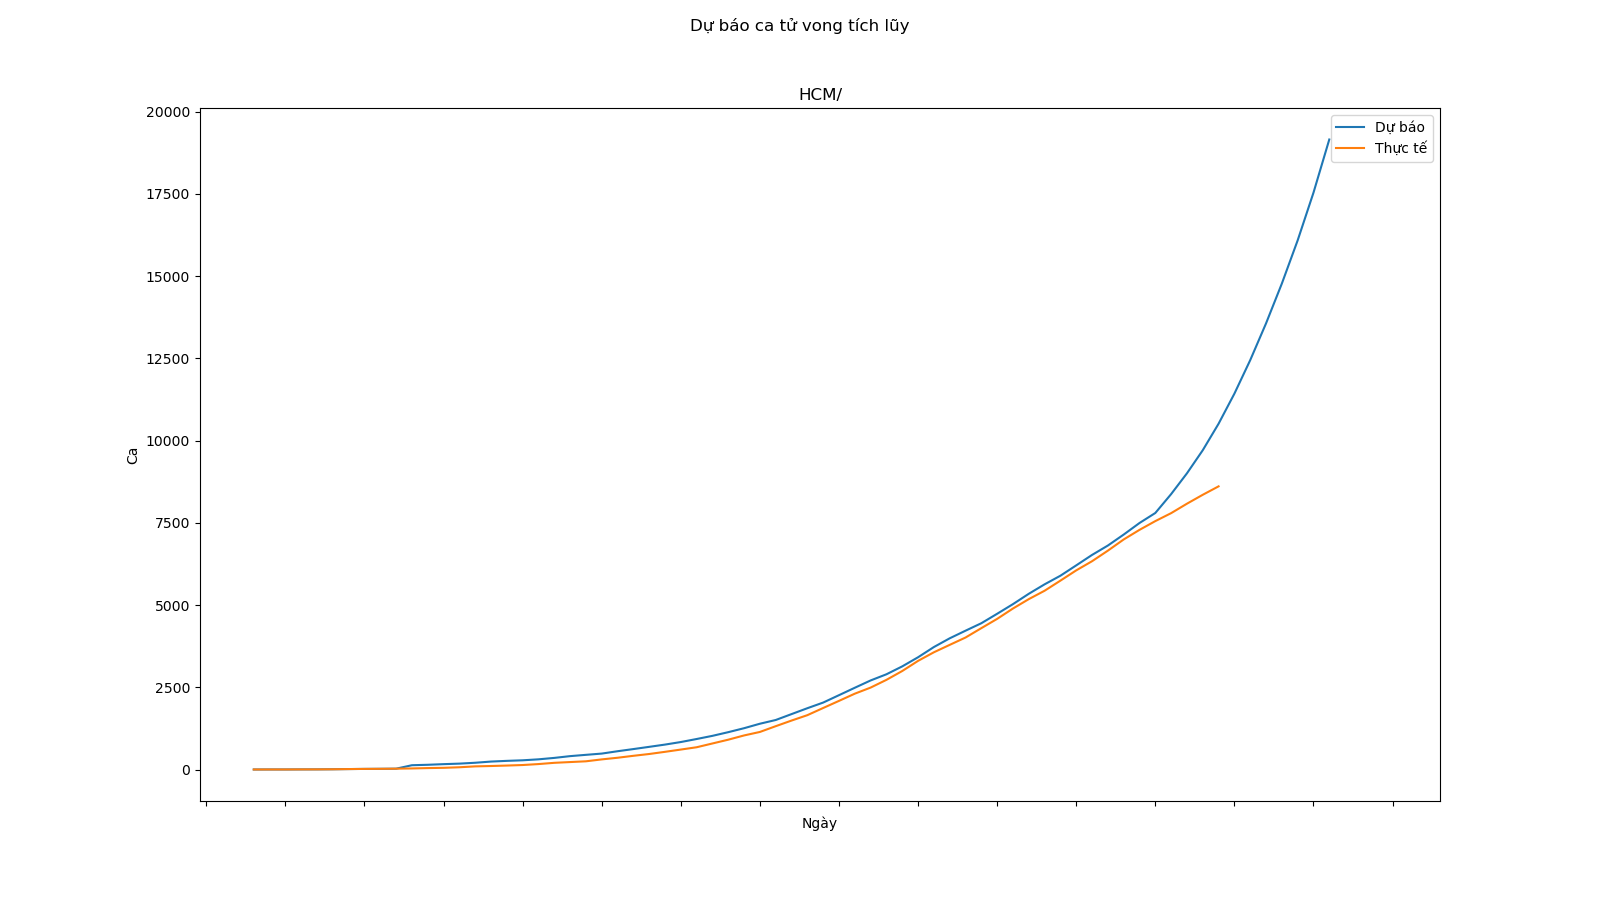 Dự báo ca tử vong tích lũy
HCM/
20000
17500
15000
12500
10000
7500
5000
2500
0
Ca
Dự báo
Thực tế
Ngày